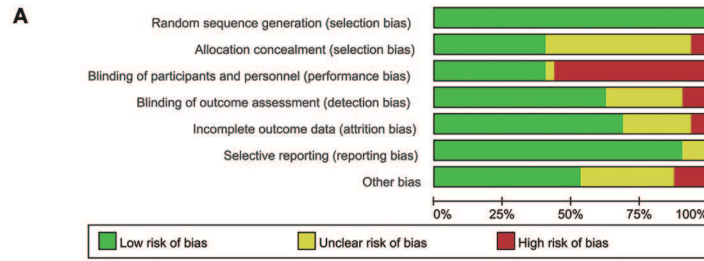 A
Random sequence generation (selection bias)
Allocation concealment (selection bias)
Blinding of participants and personnel (performance bias)
Blinding of outcome assessment (detection bias)
Incomplete outcome data (attrition bias)
Selective reporting (reporting bias)
Other bias
0% 25% 50% 75% 100%
Low risk of bias Unclear risk of bias High risk of bias